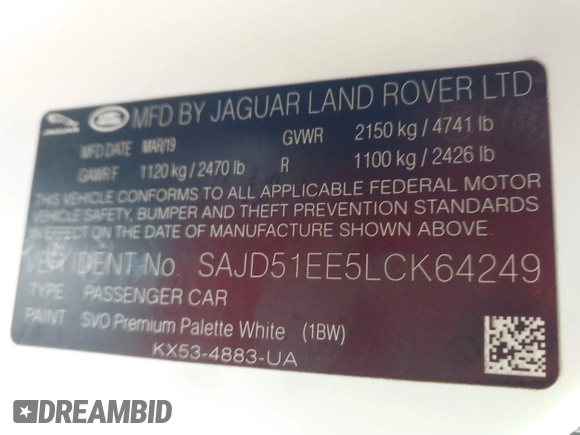 JAGUAR MFD BY JAGUAR LAND ROVER LTD
MFD DATE MAR/19 GVWR 2150 kg / 4741 lb
GAWR F 1120 kg / 2470 lb R 1100 kg / 2426 lb
THIS VEHICLE CONFORMS TO ALL APPLICABLE FEDERAL MOTOR
VEHICLE SAFETY, BUMPER AND THEFT PREVENTION STANDARDS
IN EFFECT ON THE DATE OF MANUFACTURE SHOWN ABOVE
VEH IDENT No. SAJD51EE5LCK64249
TYPE PASSENGER CAR
PAINT SVO Premium Palette White (1BW)
KX53-4883-UA
DREAMBID